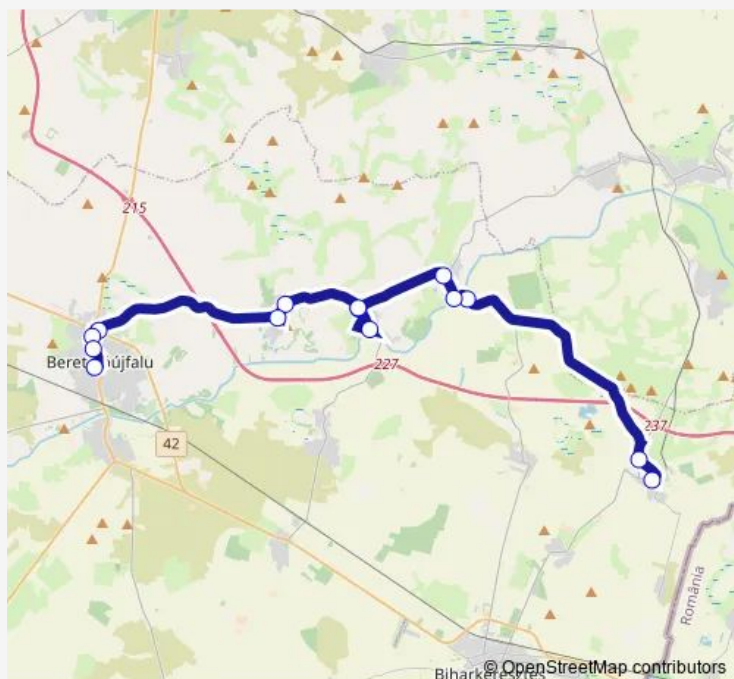 215
Berettyóújfalu
227
42
237
România
Biharkeresztes
© OpenStreetMap contributors